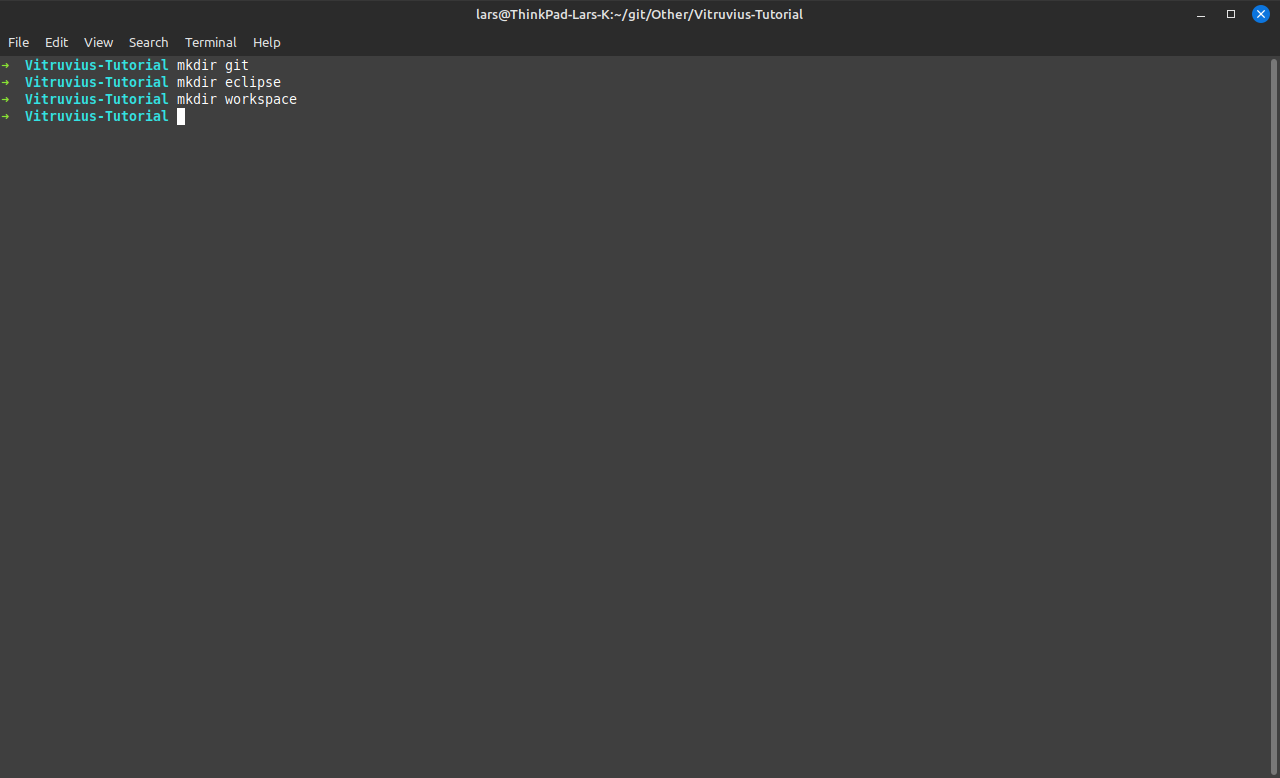 lars@ThinkPad-Lars-K:~/git/Other/Vitruvius-Tutorial
File Edit View Search Terminal Help
➜ Vitruvius-Tutorial mkdir git
➜ Vitruvius-Tutorial mkdir eclipse
➜ Vitruvius-Tutorial mkdir workspace
➜ Vitruvius-Tutorial